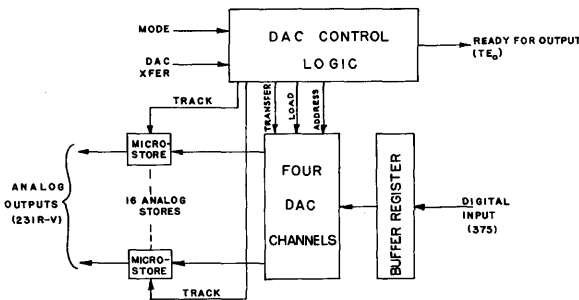 MODE
DAC
XFER
DAC CONTROL
LOGIC
READY FOR OUTPUT
(TEo)
TRACK
TRANSFER
LOAD
ADDRESS
MICRO-
STORE
ANALOG
OUTPUTS
(231R-V)
16 ANALOG
STORES
FOUR
DAC
CHANNELS
BUFFER REGISTER
DIGITAL
INPUT
(375)
MICRO-
STORE
TRACK